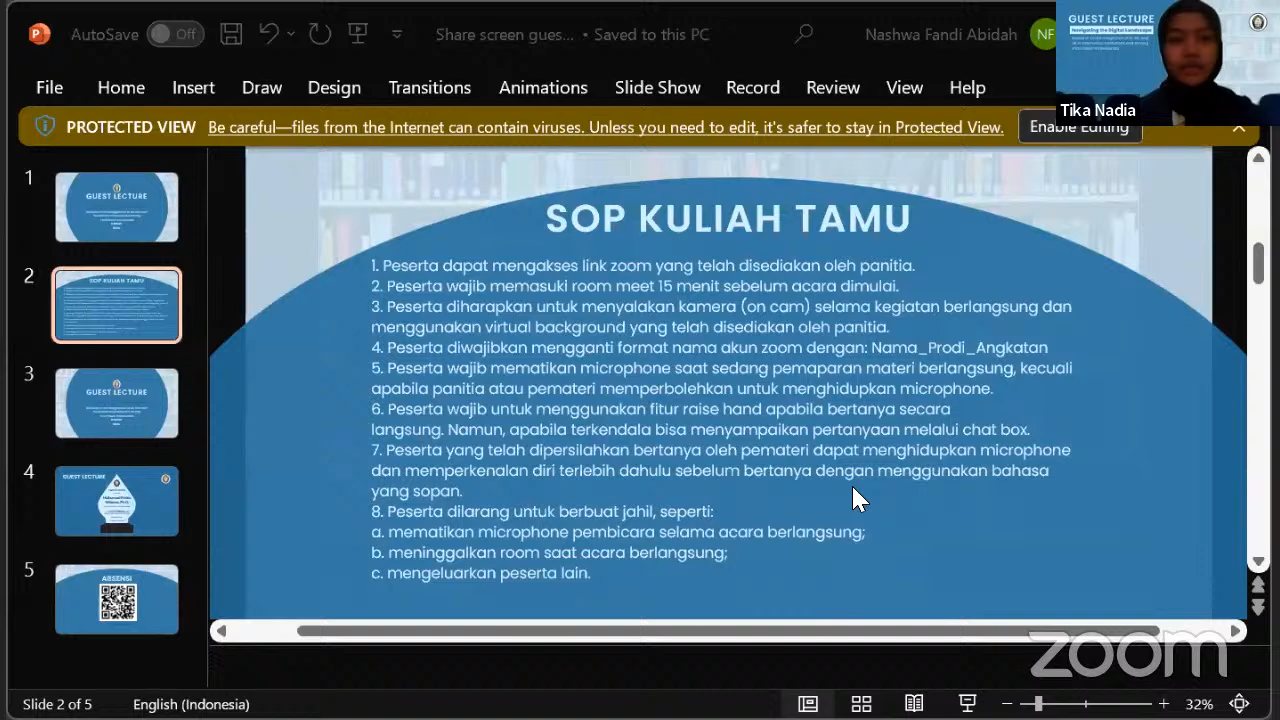 AutoSave Off
ire screen gues... • Saved to this PC
Nashwa Fandi Abidah NF
GUEST LECTURE
Navigating the Digital Landscape
Tika Nadia
File Home Insert Draw Design Transitions Animations Slide Show Record Review View Help
PROTECTED VIEW Be careful—files from the Internet can contain viruses. Unless you need to edit, it's safer to stay in Protected View. Enable Editing
1
GUEST LECTURE
2
SOP KULIAH TAMU
3
GUEST LECTURE
4
GUEST LECTURE
5
ABSENSI
SOP KULIAH TAMU
1. Peserta dapat mengakses link zoom yang telah disediakan oleh panitia.
2. Peserta wajib memasuki room meet 15 menit sebelum acara dimulai.
3. Peserta diharapkan untuk menyalakan kamera (on cam) selama kegiatan berlangsung dan
menggunakan virtual background yang telah disediakan oleh panitia.
4. Peserta diwajibkan mengganti format nama akun zoom dengan: Nama_Prodi_Angkatan
5. Peserta wajib mematikan microphone saat sedang pemaparan materi berlangsung, kecuali
apabila panitia atau pemateri memperbolehkan untuk menghidupkan microphone.
6. Peserta wajib untuk menggunakan fitur raise hand apabila bertanya secara
langsung. Namun, apabila terkendala bisa menyampaikan pertanyaan melalui chat box.
7. Peserta yang telah dipersilahkan bertanya oleh pemateri dapat menghidupkan microphone
dan memperkenalan diri terlebih dahulu sebelum bertanya dengan menggunakan bahasa
yang sopan.
8. Peserta dilarang untuk berbuat jahil, seperti:
a. mematikan microphone pembicara selama acara berlangsung;
b. meninggalkan room saat acara berlangsung;
c. mengeluarkan peserta lain.
zoom
Slide 2 of 5 English (Indonesia) 32%